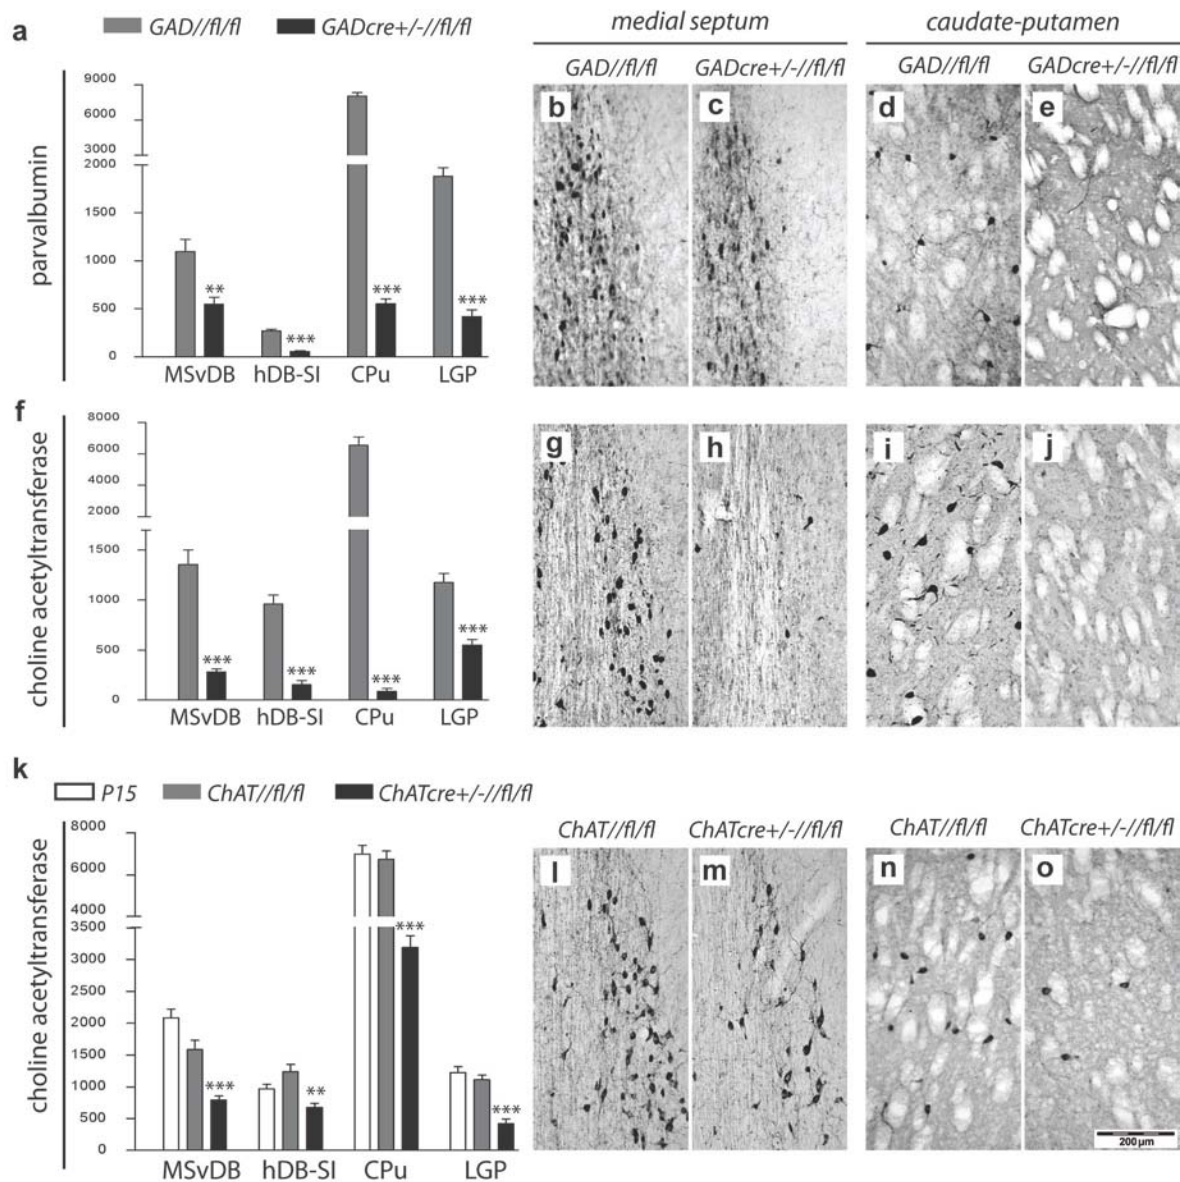 a GAD//fl/fl GADcre+/-//fl/fl
medial septum caudate-putamen
GAD//fl/fl GADcre+/-//fl/fl GAD//fl/fl GADcre+/-//fl/fl
parvalbumin
9000
6000
3000
2000
1500
1000
500
0
** *** *** ***
MSvDB hDB-SI CPu LGP
b c d e
f
choline acetyltransferase
8000
6000
4000
2000
1500
1000
500
0
*** *** *** ***
MSvDB hDB-SI CPu LGP
g h i j
k
P15 ChAT//fl/fl ChATcre+/-//fl/fl
choline acetyltransferase
8000
6000
4000
3500
3000
2000
1500
1000
500
0
*** ** *** ***
MSvDB hDB-SI CPu LGP
ChAT//fl/fl ChATcre+/-//fl/fl ChAT//fl/fl ChATcre+/-//fl/fl
l m n o
200 µm